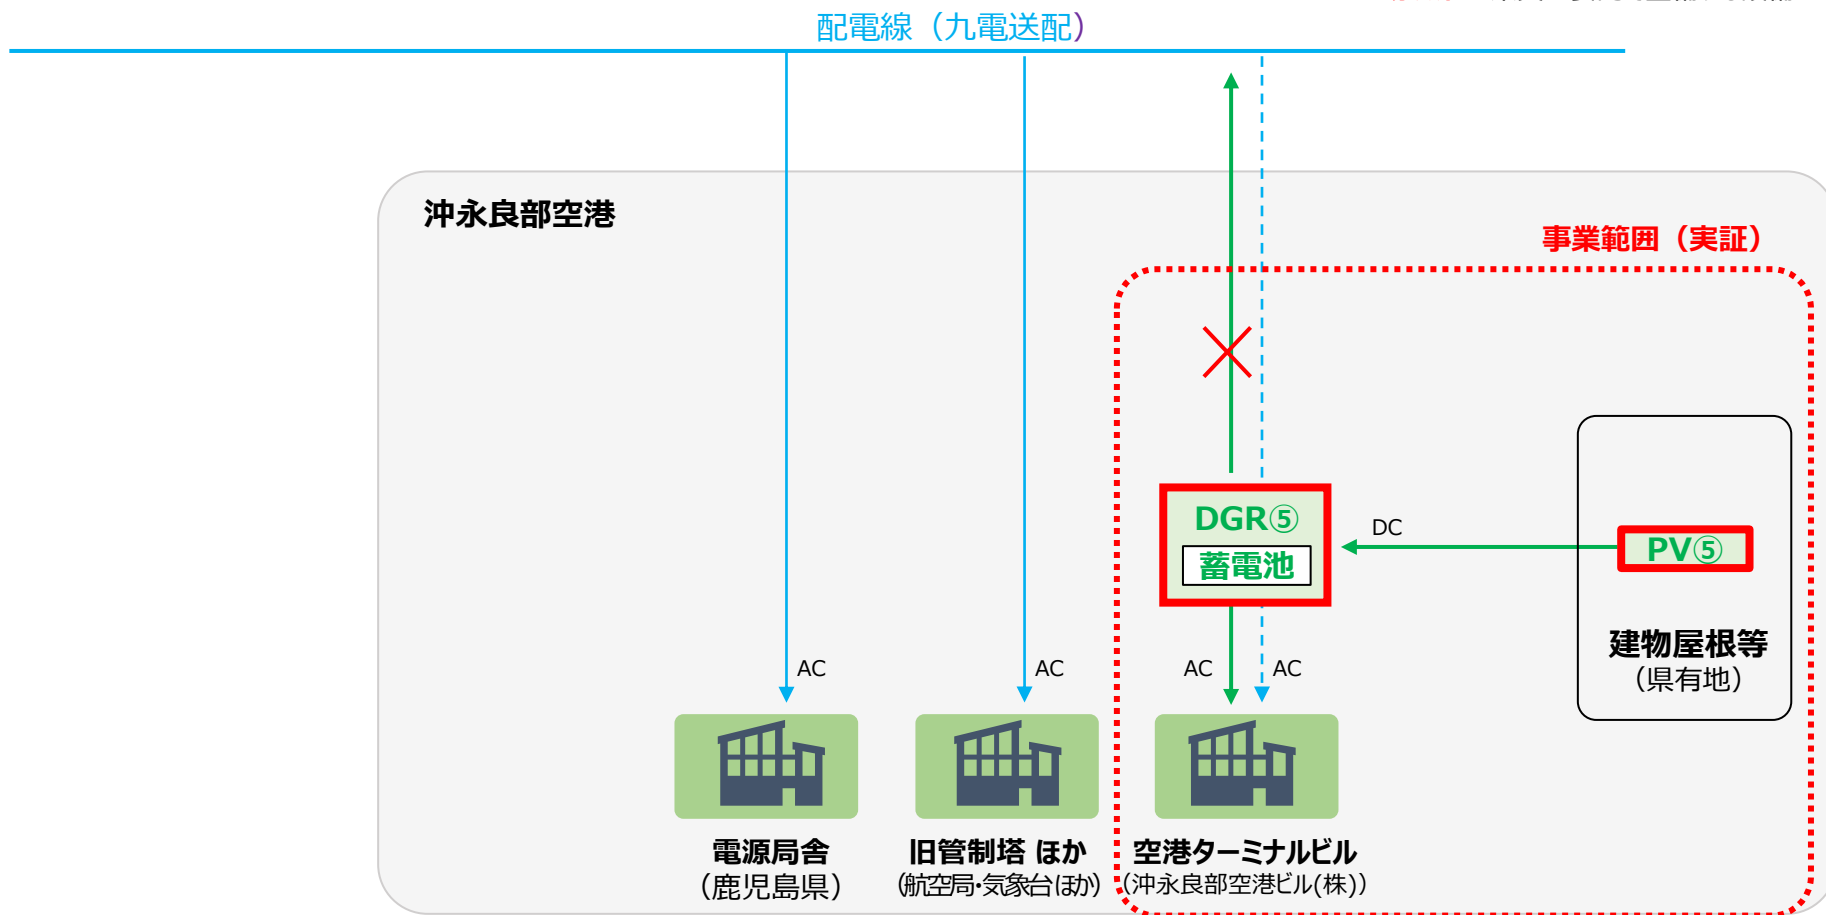 配電線（九電送配）
沖永良部空港
事業範囲（実証）
DGR⑤
蓄電池
DC
PV⑤
建物屋根等
（県有地）
AC
AC
AC
AC
電源局舎
（鹿児島県）
旧管制塔 ほか
（航空局・気象台ほか）
空港ターミナルビル
（沖永良部空港ビル(株)）